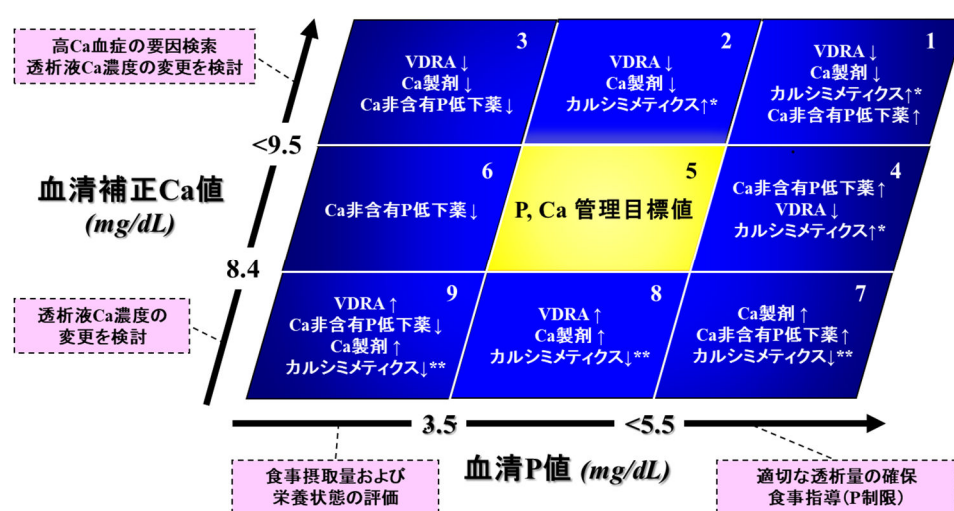 高Ca血症の要因検索
透析液Ca濃度の変更を検討
3
VDRA↓
Ca製剤↓
Ca非含有P低下薬↓
2
VDRA↓
Ca製剤↓
カルシミメティクス↑*
1
VDRA↓
Ca製剤↓
カルシミメティクス↑*
Ca非含有P低下薬↑
<9.5
血清補正Ca値
(mg/dL)
6
Ca非含有P低下薬↓
5
P, Ca 管理目標値
4
Ca非含有P低下薬↑
VDRA↓
カルシミメティクス↑*
8.4
透析液Ca濃度の
変更を検討
9
VDRA↑
Ca非含有P低下薬↓
Ca製剤↑
カルシミメティクス↓**
8
VDRA↑
Ca製剤↑
カルシミメティクス↓**
7
Ca製剤↑
Ca非含有P低下薬↑
カルシミメティクス↓**
3.5
<5.5
食事摂取量および
栄養状態の評価
血清P値 (mg/dL)
適切な透析量の確保
食事指導(P制限)